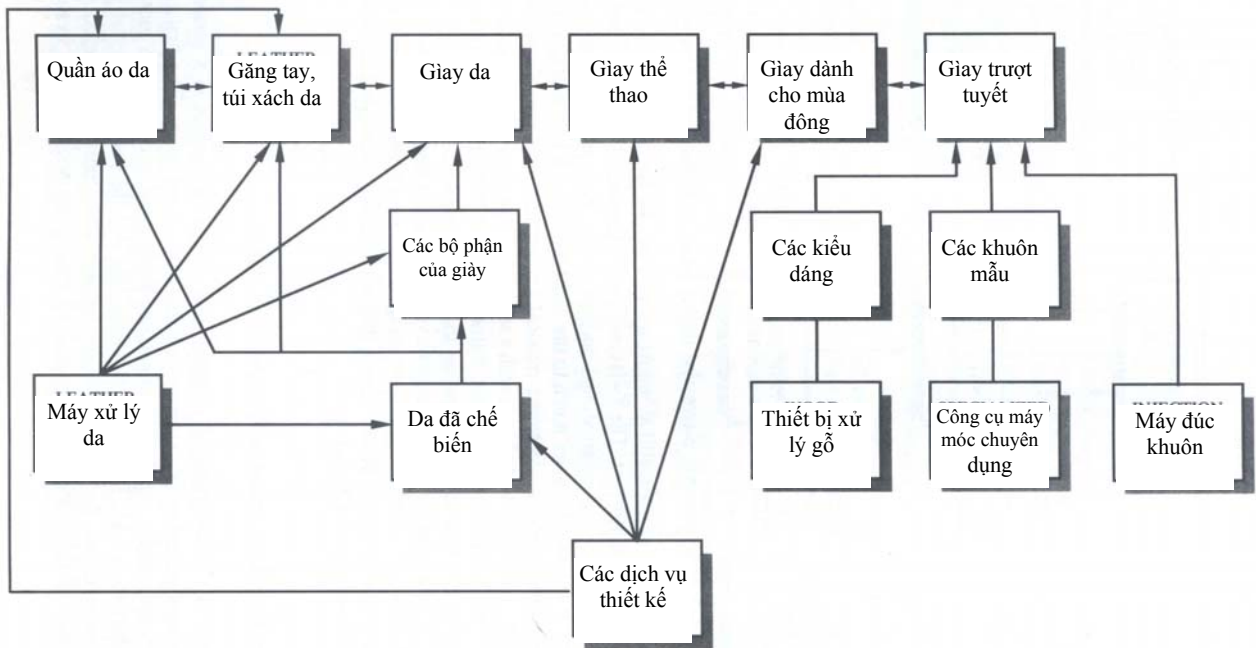 Quần áo da
LEATHER
Găng tay,
túi xách da
Giày da
Giày thể
thao
Giày dành
cho mùa
đông
Giày trượt
tuyết
Các bộ phận
của giày
Các kiểu
dáng
Các khuôn
mẫu
LEATHER
Máy xử lý
da
Da đã chế
biến
Thiết bị xử
lý gỗ
Công cụ máy
móc chuyên
dụng
INJECTION
Máy đúc
khuôn
Các dịch vụ
thiết kế